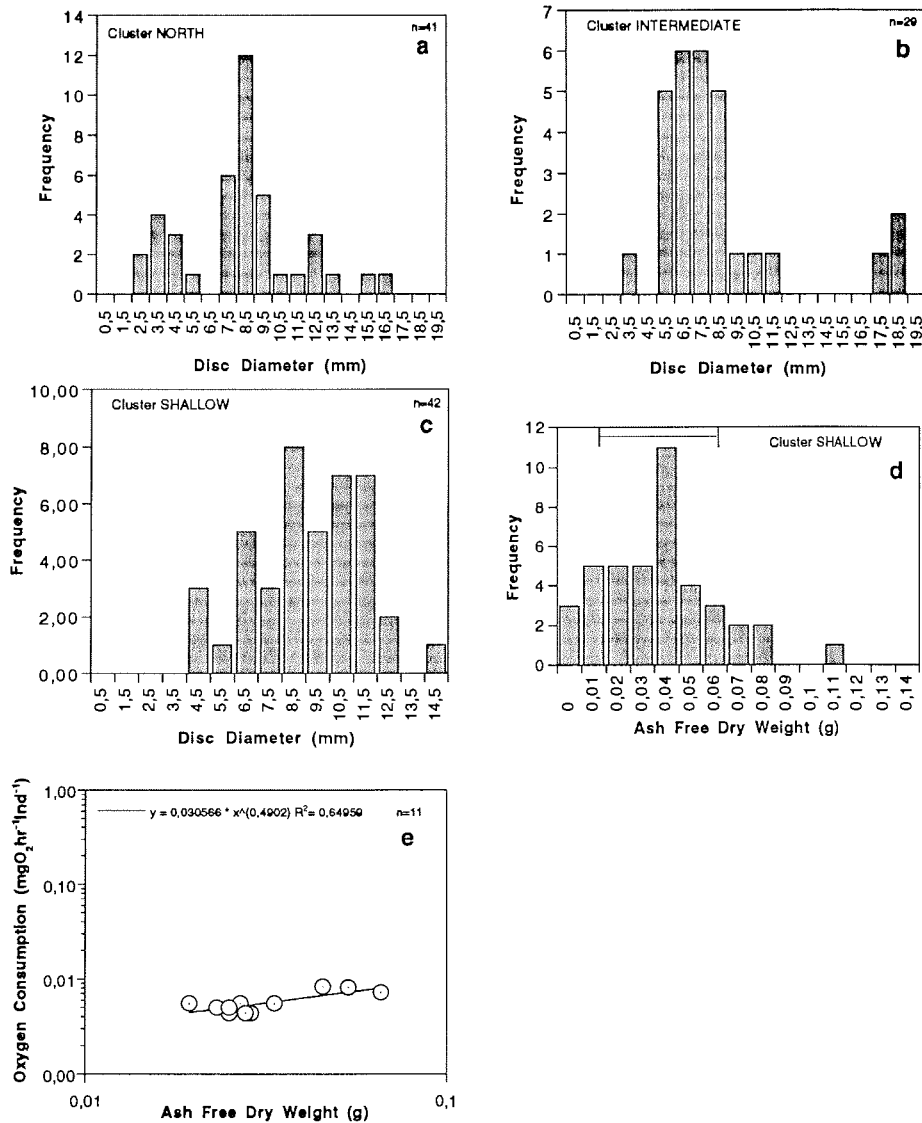 Cluster NORTH
n=41
a
Frequency
14
12
10
8
6
4
2
0
0,5 1,5 2,5 3,5 4,5 5,5 6,5 7,5 8,5 9,5 10,5 11,5 12,5 13,5 14,5 15,5 16,5 17,5 18,5 19,5
Disc Diameter (mm)
Cluster INTERMEDIATE
n=29
b
Frequency
7
6
5
4
3
2
1
0
0,5 1,5 2,5 3,5 4,5 5,5 6,5 7,5 8,5 9,5 10,5 11,5 12,5 13,5 14,5 15,5 16,5 17,5 18,5 19,5
Disc Diameter (mm)
Cluster SHALLOW
n=42
c
Frequency
10,00
8,00
6,00
4,00
2,00
0,00
0,5 1,5 2,5 3,5 4,5 5,5 6,5 7,5 8,5 9,5 10,5 11,5 12,5 13,5 14,5
Disc Diameter (mm)
Cluster SHALLOW
d
Frequency
12
10
8
6
4
2
0
0 0,01 0,02 0,03 0,04 0,05 0,06 0,07 0,08 0,09 0,1 0,11 0,12 0,13 0,14
Ash Free Dry Weight (g)
y = 0,030566 * x^(0,4902) R²= 0,64959
n=11
e
Oxygen Consumption (mgO₂hr⁻¹Ind⁻¹)
1,00
0,10
0,01
0,00
0,01 0,1
Ash Free Dry Weight (g)